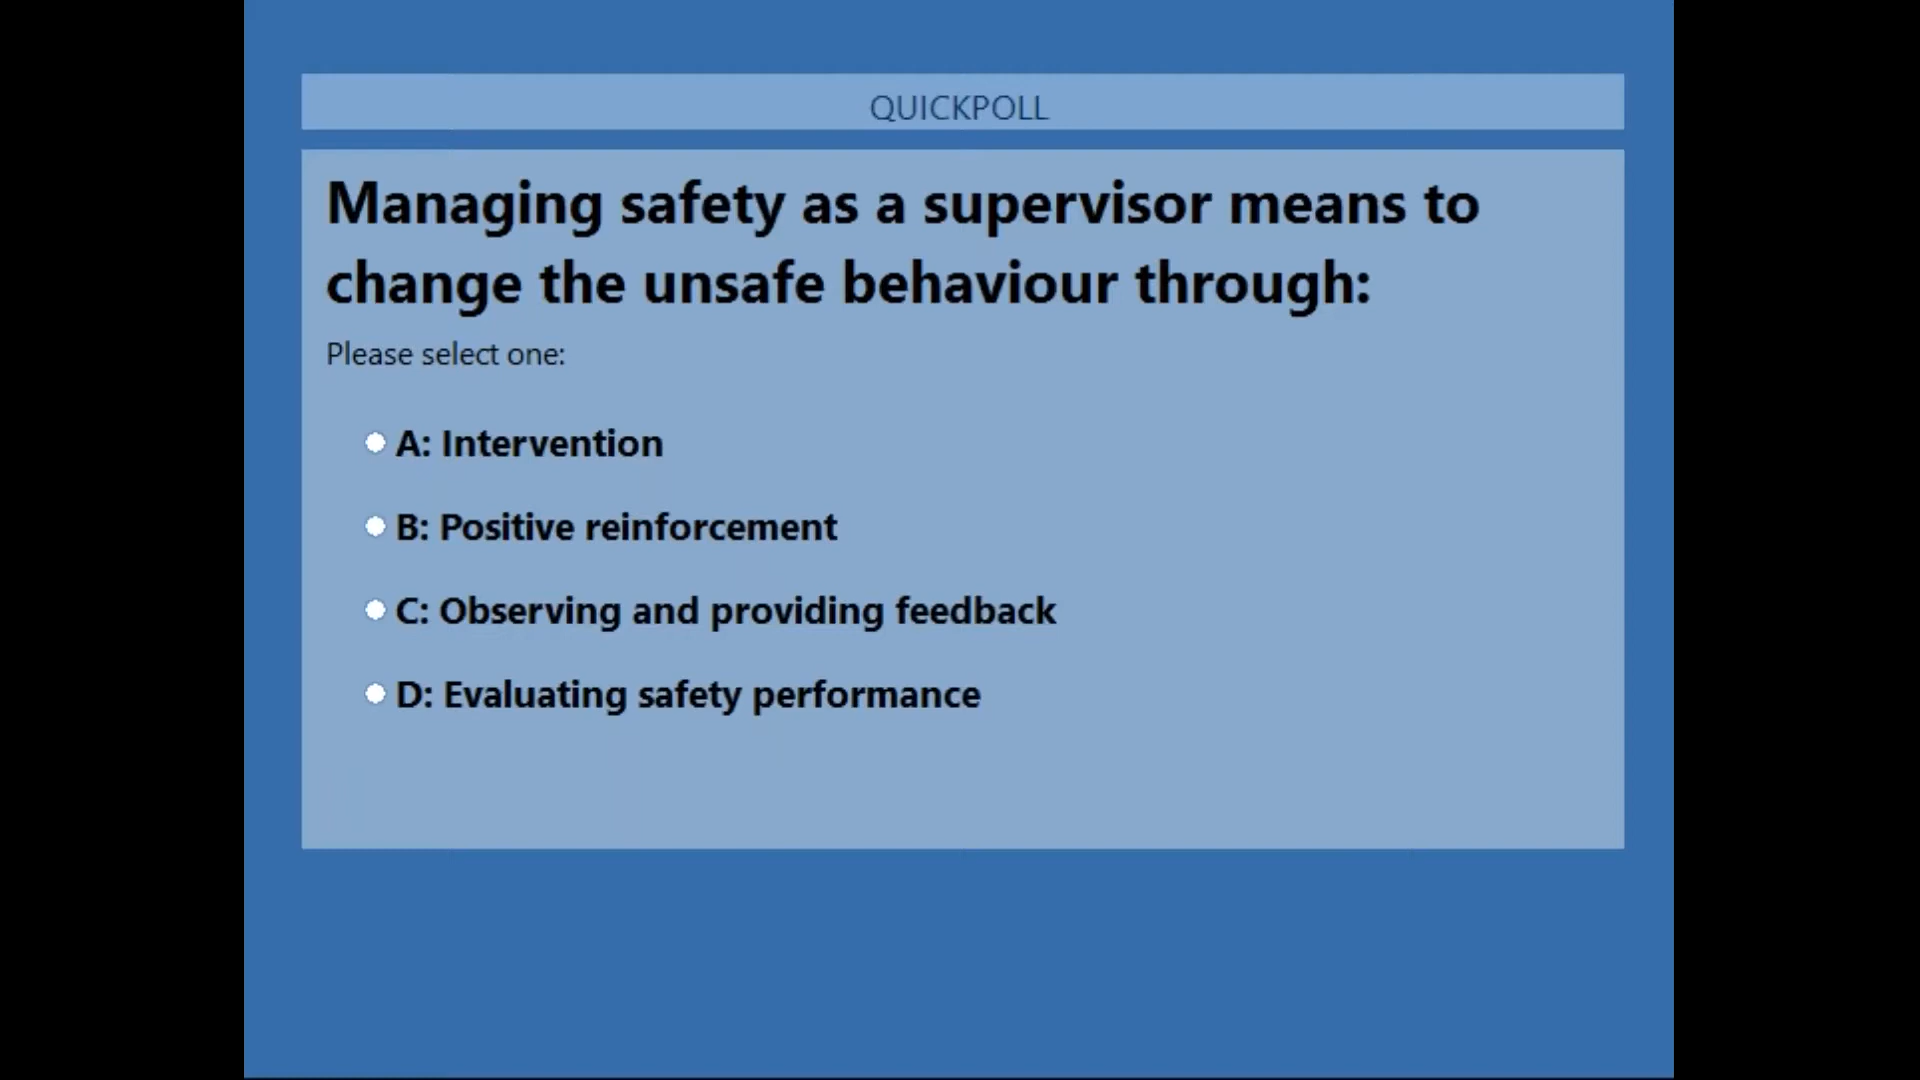 QUICKPOLL
Managing safety as a supervisor means to
change the unsafe behaviour through:
Please select one:
A: Intervention
B: Positive reinforcement
C: Observing and providing feedback
D: Evaluating safety performance